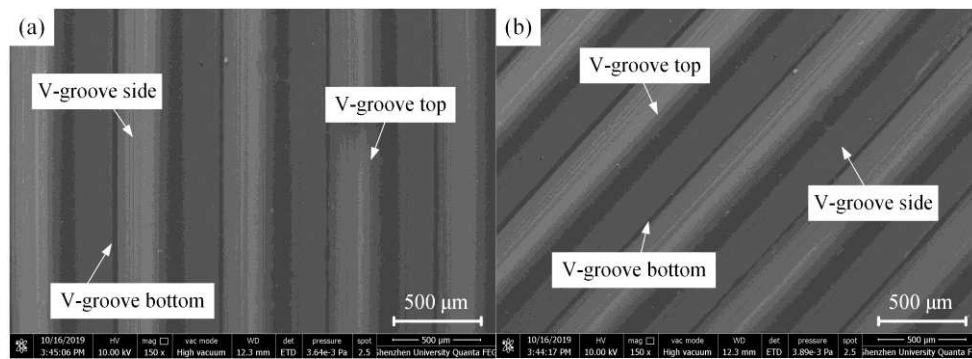 (a)
V-groove side
V-groove top
V-groove bottom
500 μm
10/16/2019 HV mag vac mode WD det pressure spot 500 μm
3:45:06 PM 10.00 kV 150 x High vacuum 12.3 mm ETD 3.64e-3 Pa 2.5 Shenzhen University Quanta FEG
(b)
V-groove top
V-groove side
V-groove bottom
500 μm
10/16/2019 HV mag vac mode WD det pressure spot 500 μm
3:44:17 PM 10.00 kV 150 x High vacuum 12.3 mm ETD 3.89e-3 Pa 2.5 Shenzhen University Quanta FEG